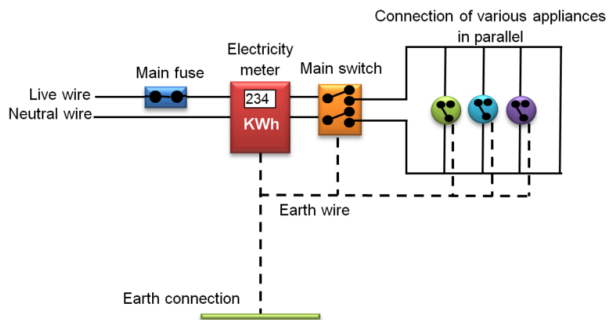 Connection of various appliances
in parallel
Electricity
meter
Main fuse
Main switch
Live wire
Neutral wire
234
KWh
Earth wire
Earth connection